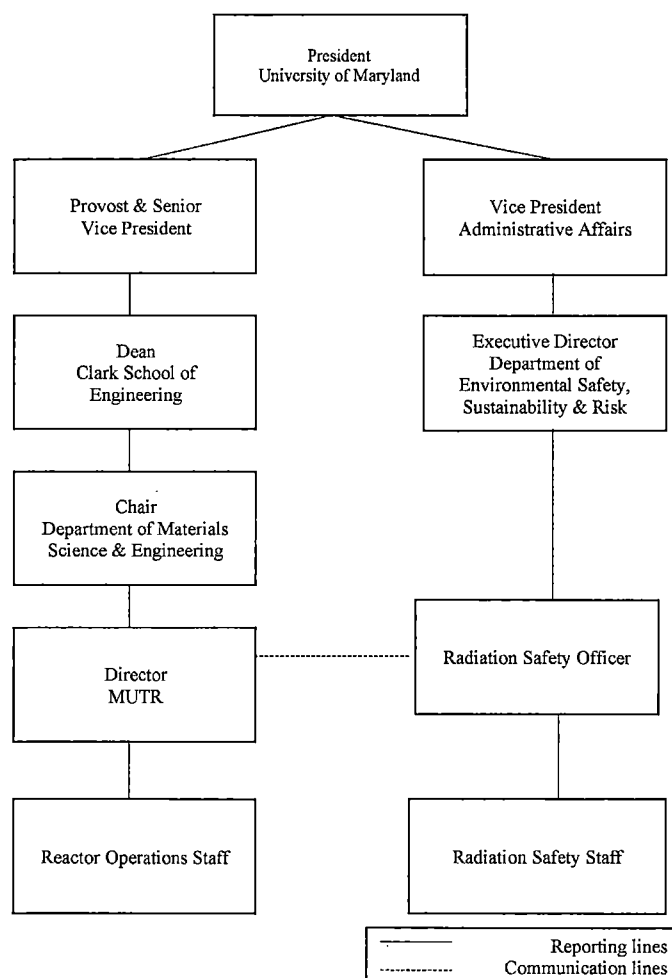 President
University of Maryland
Provost & Senior
Vice President
Vice President
Administrative Affairs
Dean
Clark School of
Engineering
Executive Director
Department of
Environmental Safety,
Sustainability & Risk
Chair
Department of Materials
Science & Engineering
Director
MUTR
Radiation Safety Officer
Reactor Operations Staff
Radiation Safety Staff
Reporting lines
Communication lines